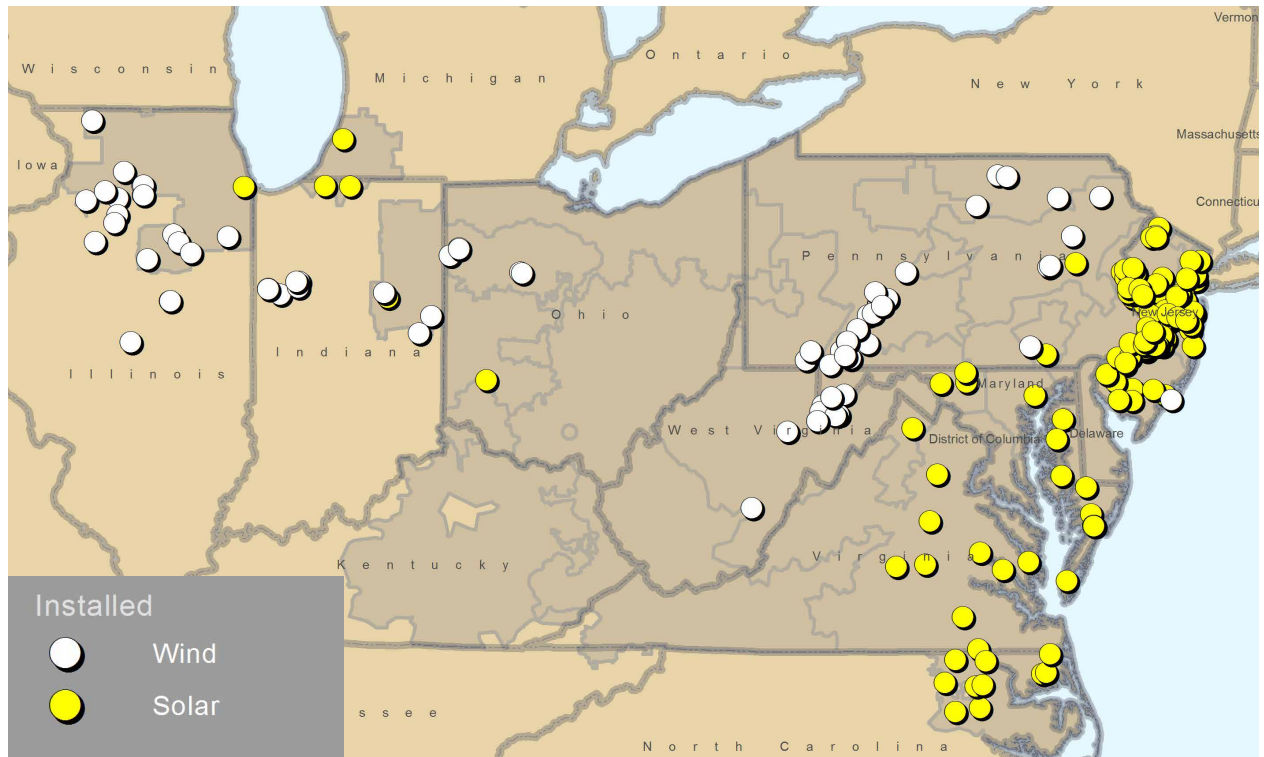 Vermon
Ontario
Wisconsin
Michigan
New York
Massachusetts
Iowa
Connecticu
Pennsylvania
New Jersey
Ohio
Indiana
Illinois
Maryland
West Virginia
Delaware
District of Columbia
Virginia
Kentucky
Installed
Wind
Solar
ssee
North Carolina